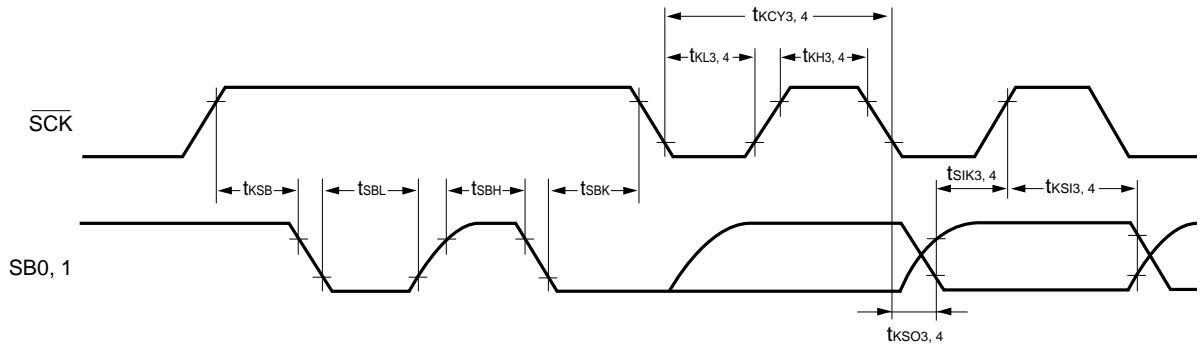 tKCY3, 4
tKL3, 4
tKH3, 4
SCK
tKSB
tSBL
tSBH
tSBK
tSIK3, 4
tKSI3, 4
SB0, 1
tKSO3, 4